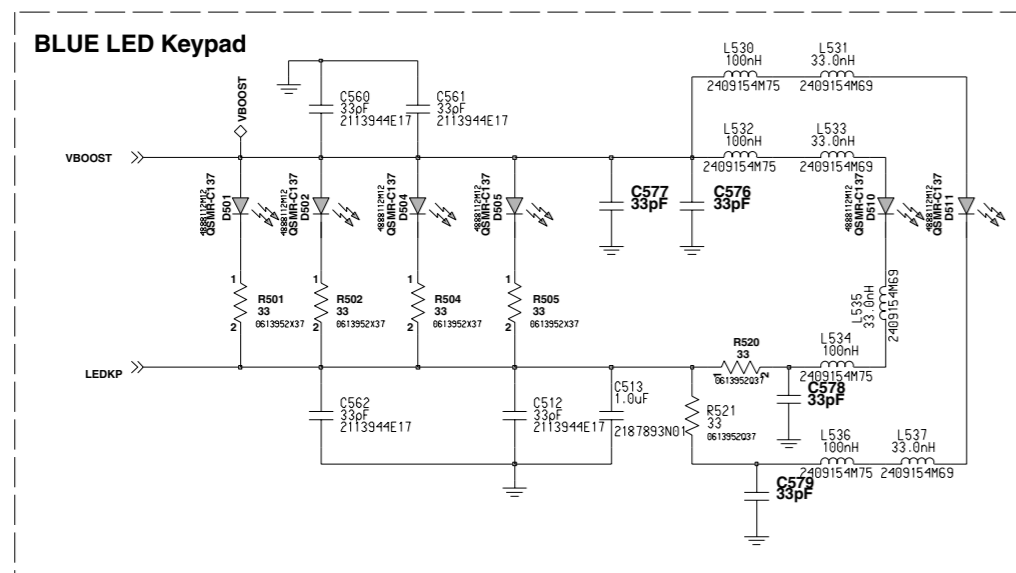 BLUE LED Keypad
L530
100nH
2409154M75
L531
33.0nH
2409154M69
VBOOST
C560
33pF
2113944E17
C561
33pF
2113944E17
L532
100nH
2409154M75
L533
33.0nH
2409154M69
VBOOST
4888112M12
QSMR-C137
D501
4888112M12
QSMR-C137
D502
4888112M12
QSMR-C137
D504
4888112M12
QSMR-C137
D505
C577
33pF
C576
33pF
4888112M12
QSMR-C137
D510
4888112M12
QSMR-C137
D511
1
R501
33
2
0613952X37
1
R502
33
2
0613952X37
1
R504
33
2
0613952X37
1
R505
33
2
0613952X37
L535
33.0nH
2409154M69
R520
33
1
2
0613952Q37
L534
100nH
2409154M75
LEDKP
C578
33pF
C562
33pF
2113944E17
C512
33pF
2113944E17
C513
1.0uF
2187893N01
R521
33
0613952Q37
L536
100nH
2409154M75
L537
33.0nH
2409154M69
C579
33pF